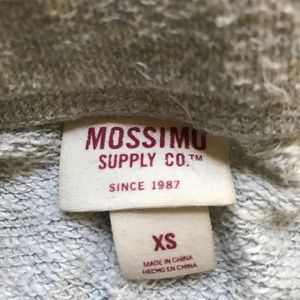 MOSSIMO
SUPPLY CO.™
SINCE 1987
XS
MADE IN CHINA
HECHO EN CHINA